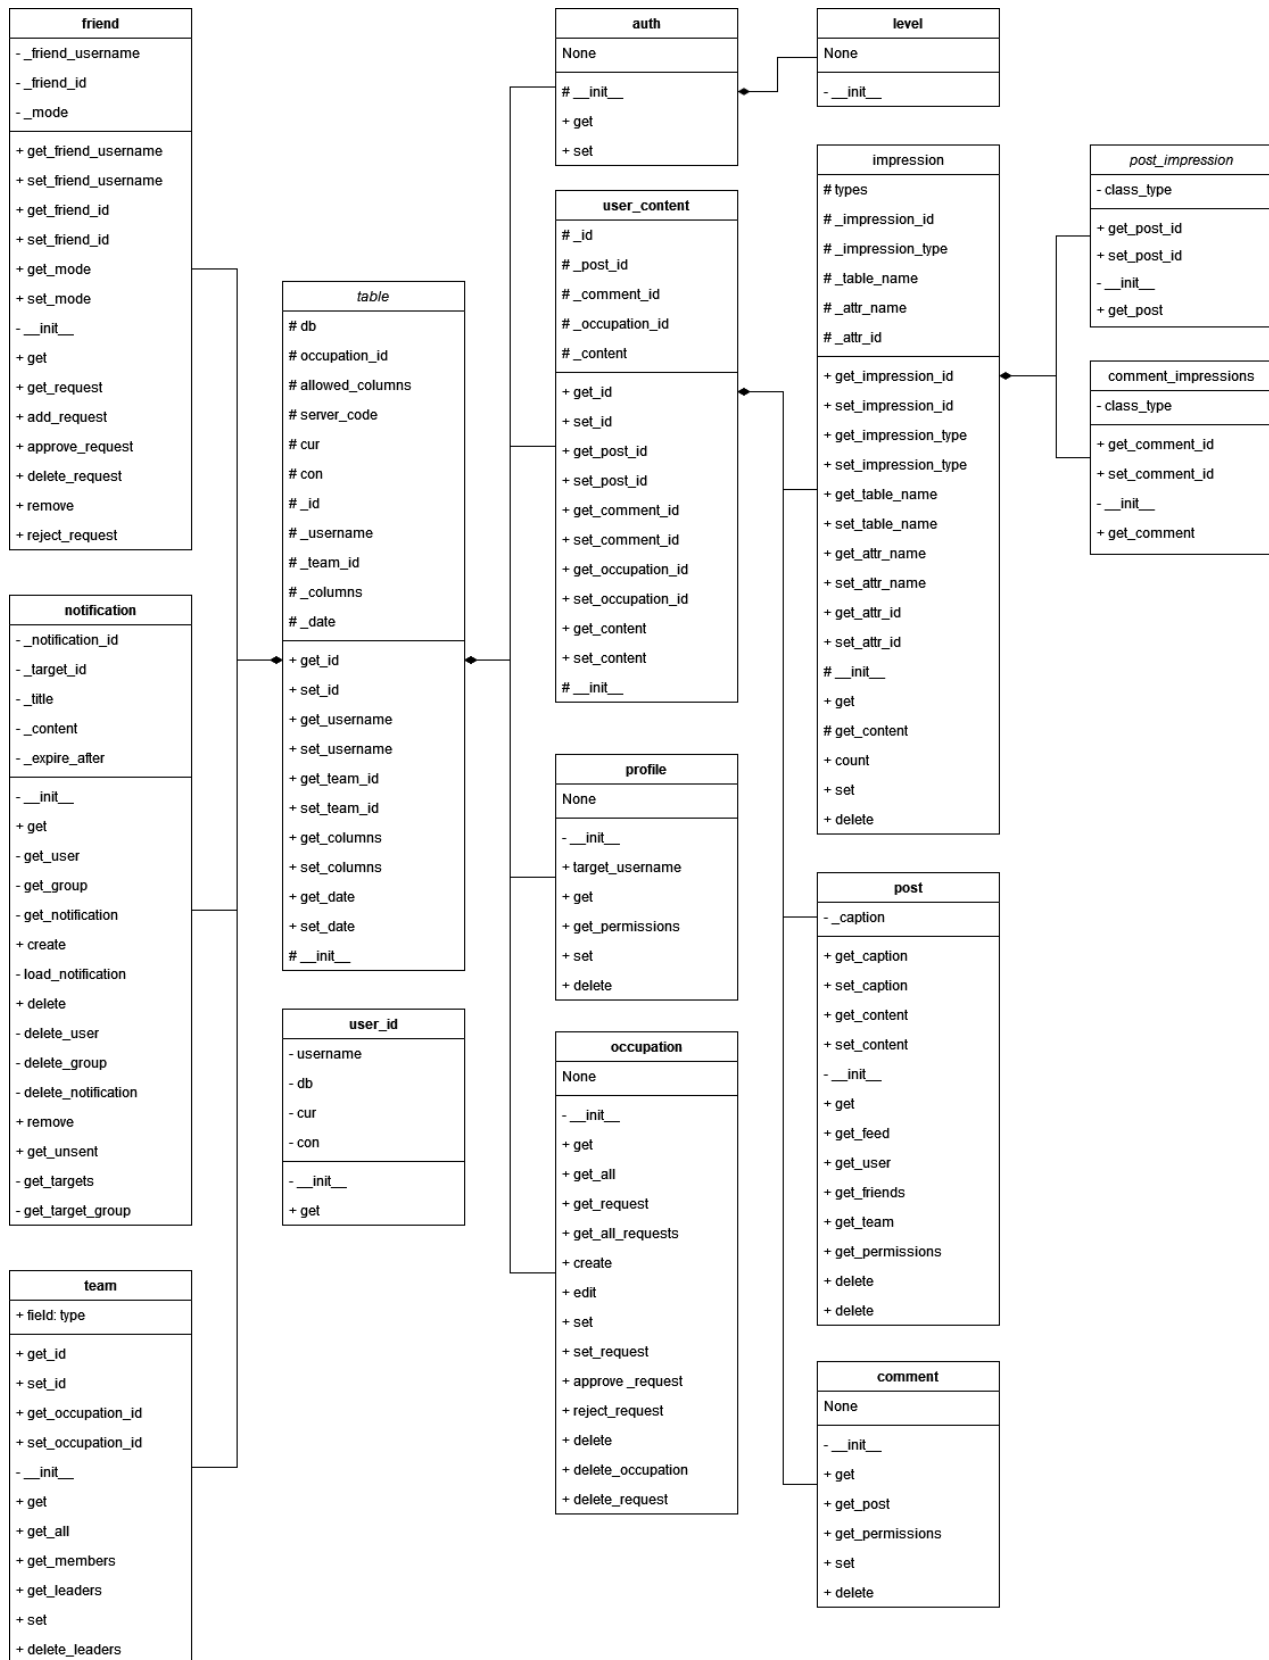 friend
- _friend_username
- _friend_id
- _mode
+ get_friend_username
+ set_friend_username
+ get_friend_id
+ set_friend_id
+ get_mode
+ set_mode
- __init__
+ get
+ get_request
+ add_request
+ approve_request
+ delete_request
+ remove
+ reject_request
notification
- _notification_id
- _target_id
- _title
- _content
- _expire_after
- __init__
+ get
- get_user
- get_group
- get_notification
+ create
- load_notification
+ delete
- delete_user
- delete_group
- delete_notification
+ remove
+ get_unsent
- get_targets
- get_target_group
team
+ field: type
+ get_id
+ set_id
+ get_occupation_id
+ set_occupation_id
- __init__
+ get
+ get_all
+ get_members
+ get_leaders
+ set
+ delete_leaders
table
# db
# occupation_id
# allowed_columns
# server_code
# cur
# con
# _id
# _username
# _team_id
# _columns
# _date
+ get_id
+ set_id
+ get_username
+ set_username
+ get_team_id
+ set_team_id
+ get_columns
+ set_columns
+ get_date
+ set_date
# __init__
user_id
- username
- db
- cur
- con
- __init__
+ get
auth
None
# __init__
+ get
+ set
user_content
# _id
# _post_id
# _comment_id
# _occupation_id
# _content
+ get_id
+ set_id
+ get_post_id
+ set_post_id
+ get_comment_id
+ set_comment_id
+ get_occupation_id
+ set_occupation_id
+ get_content
+ set_content
# __init__
profile
None
- __init__
+ target_username
+ get
+ get_permissions
+ set
+ delete
occupation
None
- __init__
+ get
+ get_all
+ get_request
+ get_all_requests
+ create
+ edit
+ set
+ set_request
+ approve _request
+ reject_request
+ delete
+ delete_occupation
+ delete_request
level
None
- __init__
impression
# types
# _impression_id
# _impression_type
# _table_name
# _attr_name
# _attr_id
+ get_impression_id
+ set_impression_id
+ get_impression_type
+ set_impression_type
+ get_table_name
+ set_table_name
+ get_attr_name
+ set_attr_name
+ get_attr_id
+ set_attr_id
# __init__
+ get
# get_content
+ count
+ set
+ delete
post
- _caption
+ get_caption
+ set_caption
+ get_content
+ set_content
- __init__
+ get
+ get_feed
+ get_user
+ get_friends
+ get_team
+ get_permissions
+ delete
+ delete
comment
None
- __init__
+ get
+ get_post
+ get_permissions
+ set
+ delete
post_impression
- class_type
+ get_post_id
+ set_post_id
- __init__
+ get_post
comment_impressions
- class_type
+ get_comment_id
+ set_comment_id
- __init__
+ get_comment